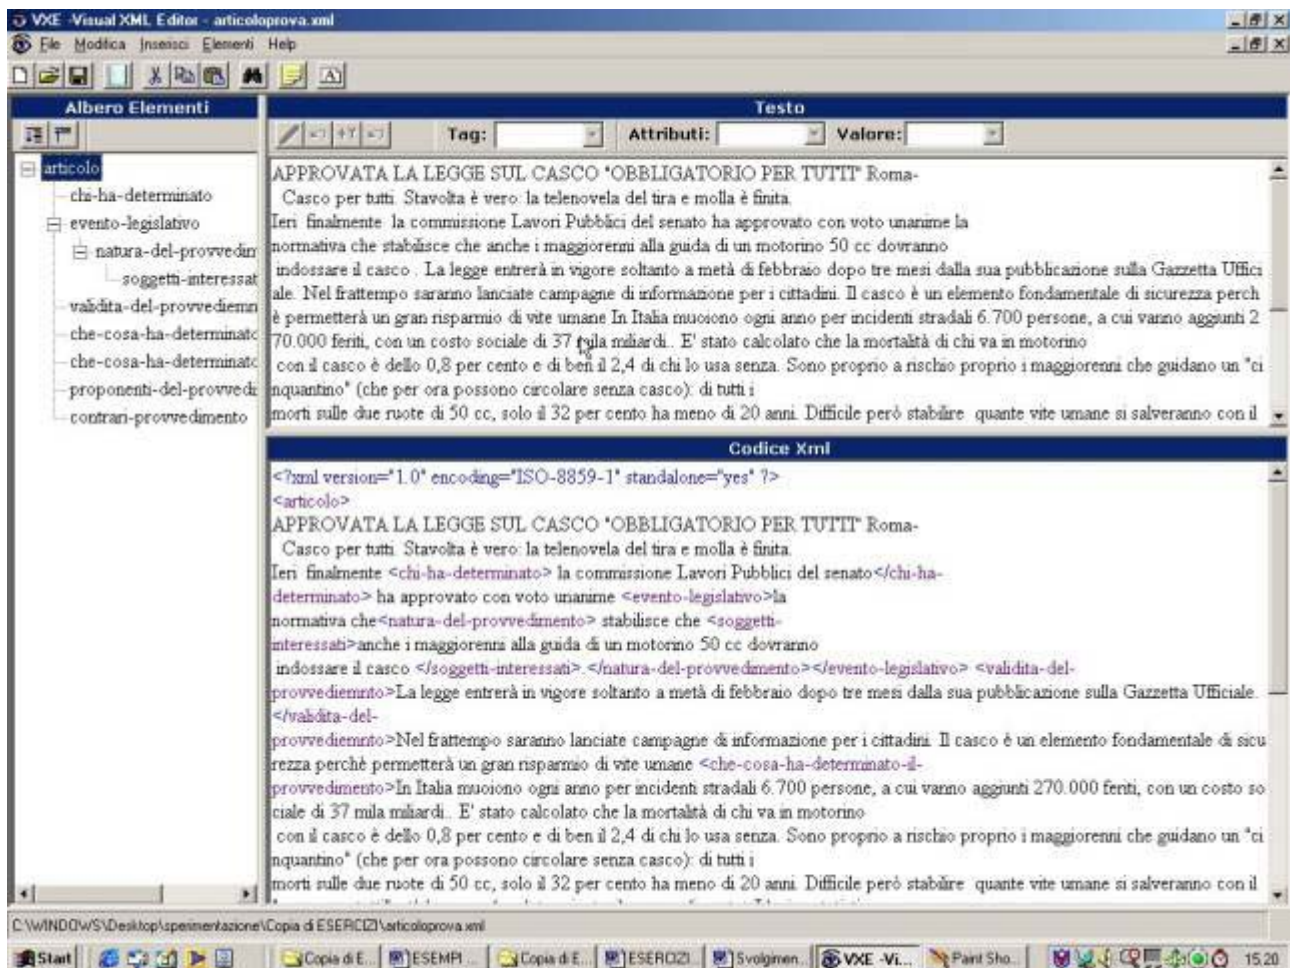 VXE -Visual XML Editor - articoloprova.xml
File Modifica Inserisci Elementi Help
Albero Elementi
articolo
chi-ha-determinato
evento-legislativo
natura-del-provvedim
soggetti-interessat
validita-del-provvediemn
che-cosa-ha-determinato
che-cosa-ha-determinato
proponenti-del-provvedi
contrari-provvedimento
Testo
Tag: Attributi: Valore:
APPROVATA LA LEGGE SUL CASCO "OBBLIGATORIO PER TUTTI" Roma-
Casco per tutti. Stavolta è vero: la telenovela del tira e molla è finita.
Ieri finalmente la commissione Lavori Pubblici del senato ha approvato con voto unanime la
normativa che stabilisce che anche i maggiorenni alla guida di un motorino 50 cc dovranno
indossare il casco . La legge entrerà in vigore soltanto a metà di febbraio dopo tre mesi dalla sua pubblicazione sulla Gazzetta Uffici
ale. Nel frattempo saranno lanciate campagne di informazione per i cittadini. Il casco è un elemento fondamentale di sicurezza perch
è permetterà un gran risparmio di vite umane In Italia muoiono ogni anno per incidenti stradali 6.700 persone, a cui vanno aggiunti 2
70.000 feriti, con un costo sociale di 37 mila miliardi.. E' stato calcolato che la mortalità di chi va in motorino
con il casco è dello 0,8 per cento e di ben il 2,4 di chi lo usa senza. Sono proprio a rischio proprio i maggiorenni che guidano un "ci
nquantino" (che per ora possono circolare senza casco): di tutti i
morti sulle due ruote di 50 cc, solo il 32 per cento ha meno di 20 anni. Difficile però stabilire quante vite umane si salveranno con il
Codice Xml
<?xml version="1.0" encoding="ISO-8859-1" standalone="yes" ?>
<articolo>
APPROVATA LA LEGGE SUL CASCO "OBBLIGATORIO PER TUTTI" Roma-
Casco per tutti. Stavolta è vero: la telenovela del tira e molla è finita.
Ieri finalmente <chi-ha-determinato> la commissione Lavori Pubblici del senato</chi-ha-
determinato> ha approvato con voto unanime <evento-legislativo>la
normativa che<natura-del-provvedimento> stabilisce che <soggetti-
interessati>anche i maggiorenni alla guida di un motorino 50 cc dovranno
indossare il casco </soggetti-interessati>.</natura-del-provvedimento></evento-legislativo> <validita-del-
provvediemnto>La legge entrerà in vigore soltanto a metà di febbraio dopo tre mesi dalla sua pubblicazione sulla Gazzetta Ufficiale.
</validita-del-
provvediemnto>Nel frattempo saranno lanciate campagne di informazione per i cittadini. Il casco è un elemento fondamentale di sicu
rezza perchè permetterà un gran risparmio di vite umane <che-cosa-ha-determinato-il-
provvedimento>In Italia muoiono ogni anno per incidenti stradali 6.700 persone, a cui vanno aggiunti 270.000 feriti, con un costo so
ciale di 37 mila miliardi.. E' stato calcolato che la mortalità di chi va in motorino
con il casco è dello 0,8 per cento e di ben il 2,4 di chi lo usa senza. Sono proprio a rischio proprio i maggiorenni che guidano un "ci
nquantino" (che per ora possono circolare senza casco): di tutti i
morti sulle due ruote di 50 cc, solo il 32 per cento ha meno di 20 anni. Difficile però stabilire quante vite umane si salveranno con il
C:\WINDOWS\Desktop\sperimentazione\Copia di ESERCIZI\articoloprova.xml
Start Copia di E... ESEMPI ... Copia di E... ESERCIZI... Svolgimen... VXE -Vi... Paint Sho... 15.20